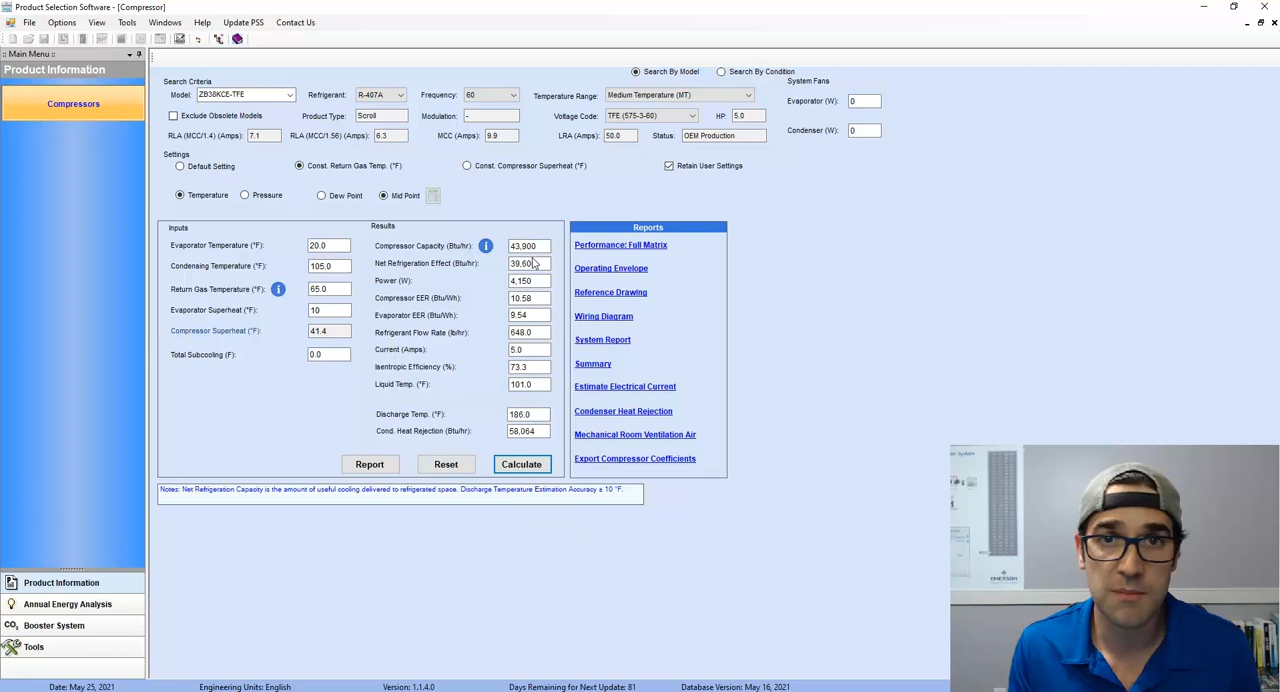 Product Selection Software - [Compressor]
File Options View Tools Windows Help Update PSS Contact Us
:: Main Menu ::
Product Information
Compressors
Search By Model Search By Condition
Search Criteria
System Fans
Model: ZB38KCE-TFE Refrigerant: R-407A Frequency: 60 Temperature Range: Medium Temperature (MT) Evaporator (W): 0
Exclude Obsolete Models Product Type: Scroll Modulation: - Voltage Code: TFE (575-3-60) HP: 5.0
Condenser (W): 0
RLA (MCC/1.4) (Amps): 7.1 RLA (MCC/1.56) (Amps): 6.3 MCC (Amps): 9.9 LRA (Amps): 50.0 Status: OEM Production
Settings
Default Setting Const. Return Gas Temp. (°F) Const. Compressor Superheat (°F) Retain User Settings
Temperature Pressure Dew Point Mid Point
Inputs
Evaporator Temperature (°F): 20.0
Condensing Temperature (°F): 105.0
Return Gas Temperature (°F): 65.0
Evaporator Superheat (F): 10
Compressor Superheat (°F): 41.4
Total Subcooling (F): 0.0
Results
Compressor Capacity (Btu/hr): 43,900
Net Refrigeration Effect (Btu/hr): 39,600
Power (W): 4,150
Compressor EER (Btu/Wh): 10.58
Evaporator EER (Btu/Wh): 9.54
Refrigerant Flow Rate (lb/hr): 648.0
Current (Amps): 5.0
Isentropic Efficiency (%): 73.3
Liquid Temp. (°F): 101.0
Discharge Temp. (°F): 186.0
Cond. Heat Rejection (Btu/hr): 58,064
Report Reset Calculate
Reports
Performance: Full Matrix
Operating Envelope
Reference Drawing
Wiring Diagram
System Report
Summary
Estimate Electrical Current
Condenser Heat Rejection
Mechanical Room Ventilation Air
Export Compressor Coefficients
Notes: Net Refrigeration Capacity is the amount of useful cooling delivered to refrigerated space. Discharge Temperature Estimation Accuracy ± 10 °F.
Product Information
Annual Energy Analysis
CO₂ Booster System
Tools
EMERSON
Date: May 25, 2021 Engineering Units: English Version: 1.1.4.0 Days Remaining for Next Update: 81 Database Version: May 16, 2021